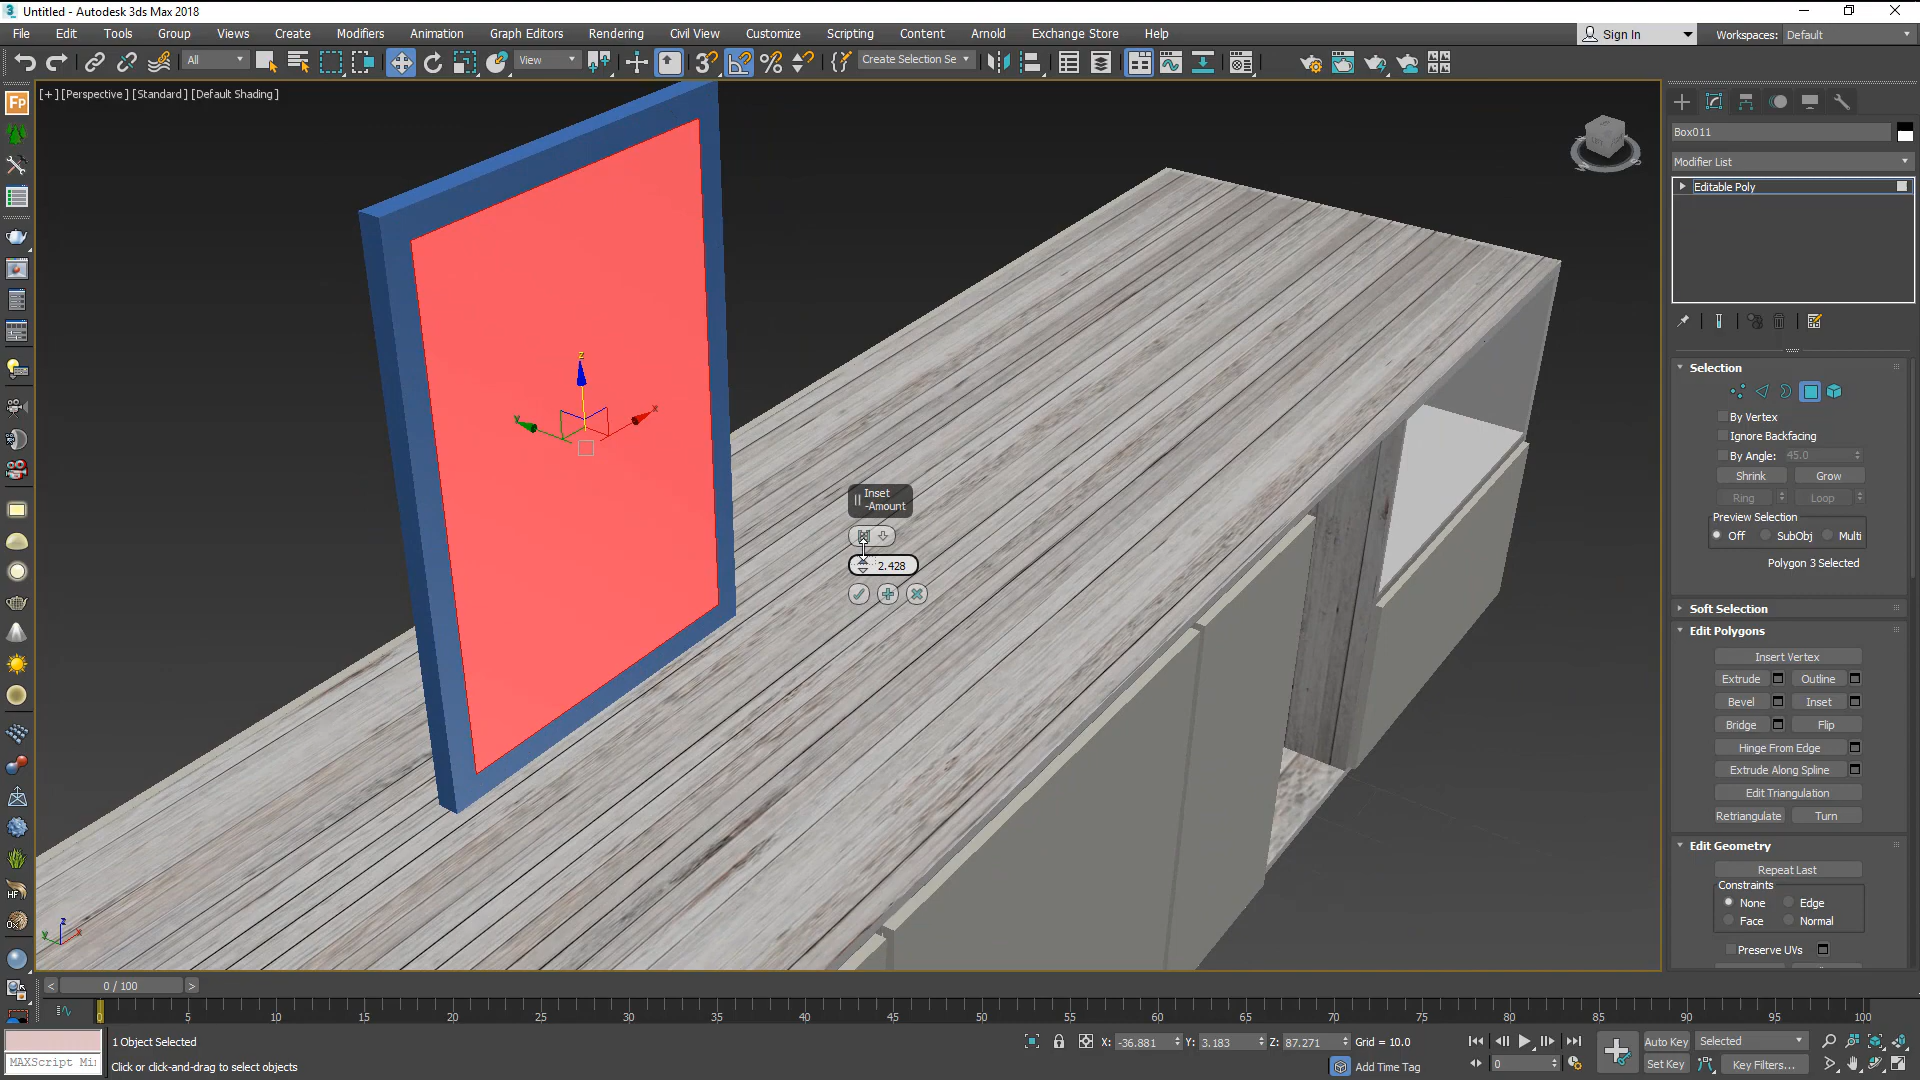 Untitled - Autodesk 3ds Max 2018
File Edit Tools Group Views Create Modifiers Animation Graph Editors Rendering Civil View Customize Scripting Content Arnold Exchange Store Help Sign In Workspaces: Default
All View Create Selection Se
[+] [Perspective] [Standard] [Default Shading]
Fp
Box011
Modifier List
Editable Poly
Selection
By Vertex
Ignore Backfacing
By Angle: 45.0
Shrink Grow
Ring Loop
Preview Selection
Off SubObj Multi
Polygon 3 Selected
Soft Selection
Edit Polygons
Insert Vertex
Extrude Outline
Bevel Inset
Bridge Flip
Hinge From Edge
Extrude Along Spline
Edit Triangulation
Retriangulate Turn
Edit Geometry
Repeat Last
Constraints
None Edge
Face Normal
Preserve UVs
z
y x
Inset
-Amount
2.428
HF
z
y x
< 0 / 100 >
0 5 10 15 20 25 30 35 40 45 50 55 60 65 70 75 80 85 90 95 100
1 Object Selected X: -36.881 Y: 3.183 Z: 87.271 Grid = 10.0 Auto Key Selected
MAXScript Mi Click or click-and-drag to select objects Add Time Tag 0 Set Key Key Filters...